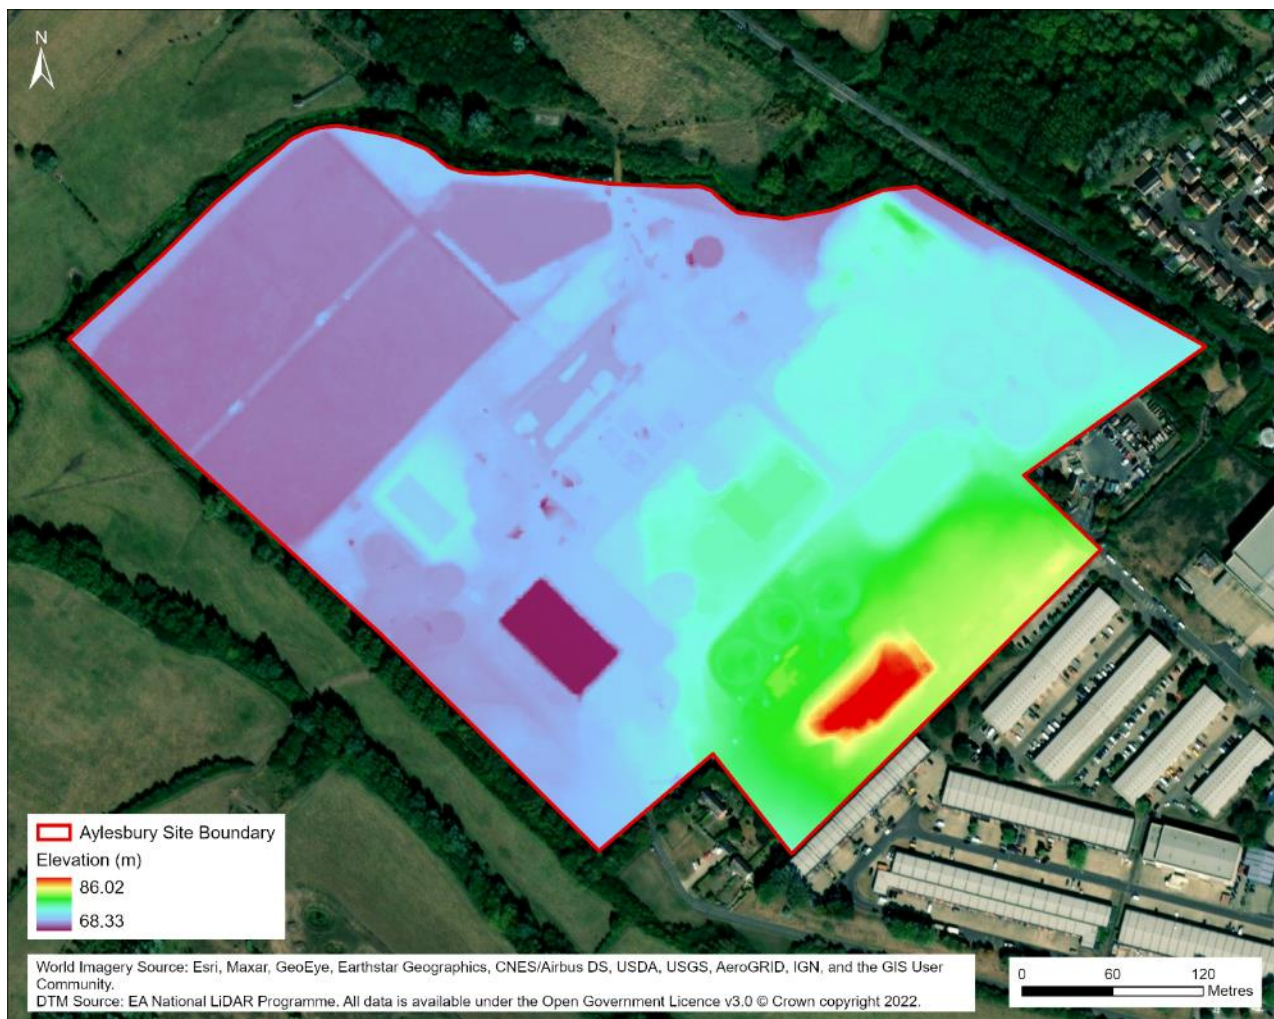 N
Aylesbury Site Boundary
Elevation (m)
86.02
68.33
World Imagery Source: Esri, Maxar, GeoEye, Earthstar Geographics, CNES/Airbus DS, USDA, USGS, AeroGRID, IGN, and the GIS User
Community.
DTM Source: EA National LiDAR Programme. All data is available under the Open Government Licence v3.0 © Crown copyright 2022.
0 60 120
Metres